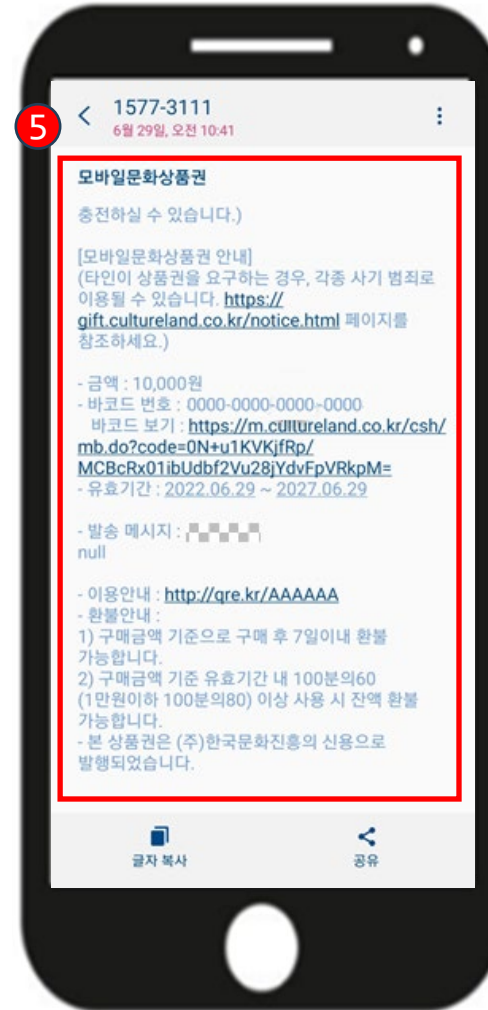 5
1577-3111
6월 29일, 오전 10:41
모바일문화상품권
충전하실 수 있습니다.)
[모바일문화상품권 안내]
(타인이 상품권을 요구하는 경우, 각종 사기 범죄로
이용될 수 있습니다. https://
gift.cultureland.co.kr/notice.html 페이지를
참조하세요.)
- 금액 : 10,000원
- 바코드 번호 : 0000-0000-0000-0000
바코드 보기 : https://m.cultureland.co.kr/csh/
mb.do?code=0N+u1KVKjfRp/
MCBcRx01ibUdbf2Vu28jYdvFpVRkpM=
- 유효기간 : 2022.06.29 ~ 2027.06.29
- 발송 메시지 :
null
- 이용안내 : http://qre.kr/AAAAAA
- 환불안내 :
1) 구매금액 기준으로 구매 후 7일이내 환불
가능합니다.
2) 구매금액 기준 유효기간 내 100분의60
(1만원이하 100분의80) 이상 사용 시 잔액 환불
가능합니다.
- 본 상품권은 (주)한국문화진흥의 신용으로
발행되었습니다.
글자 복사
공유